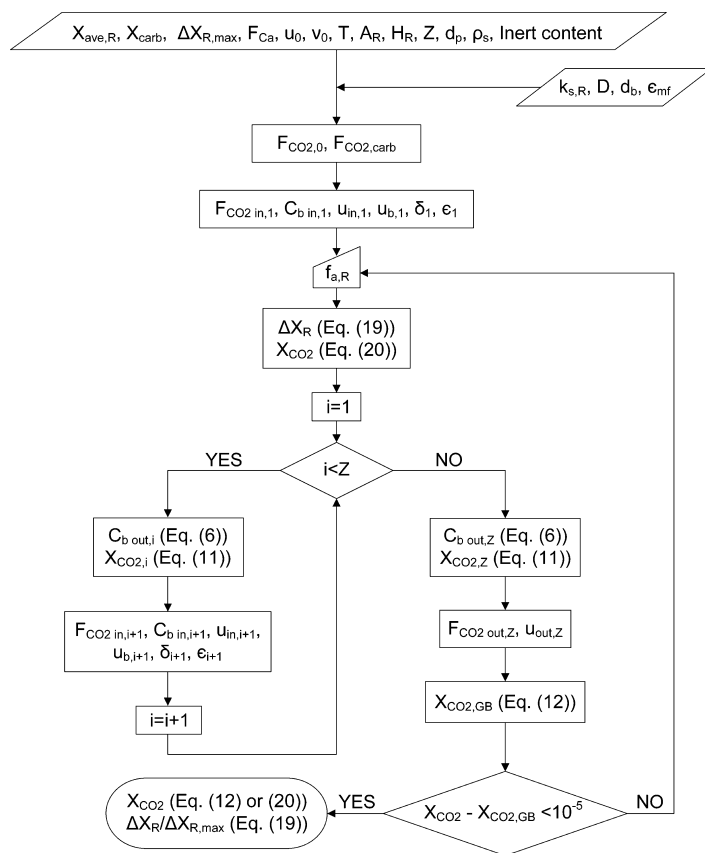 X_ave,R, X_carb, ΔX_R,max, F_Ca, u_0, ν_0, T, A_R, H_R, Z, d_p, ρ_s, Inert content
k_s,R, D, d_b, ϵ_mf
F_CO2,0, F_CO2,carb
F_CO2 in,1, C_b in,1, u_in,1, u_b,1, δ_1, ϵ_1
f_a,R
ΔX_R (Eq. (19))
X_CO2 (Eq. (20))
i=1
i<Z
YES
NO
C_b out,i (Eq. (6))
X_CO2,i (Eq. (11))
F_CO2 in,i+1, C_b in,i+1, u_in,i+1,
u_b,i+1, δ_i+1, ϵ_i+1
i=i+1
C_b out,Z (Eq. (6))
X_CO2,Z (Eq. (11))
F_CO2 out,Z, u_out,Z
X_CO2,GB (Eq. (12))
X_CO2 - X_CO2,GB <10^-5
YES
NO
X_CO2 (Eq. (12) or (20))
ΔX_R/ΔX_R,max (Eq. (19))